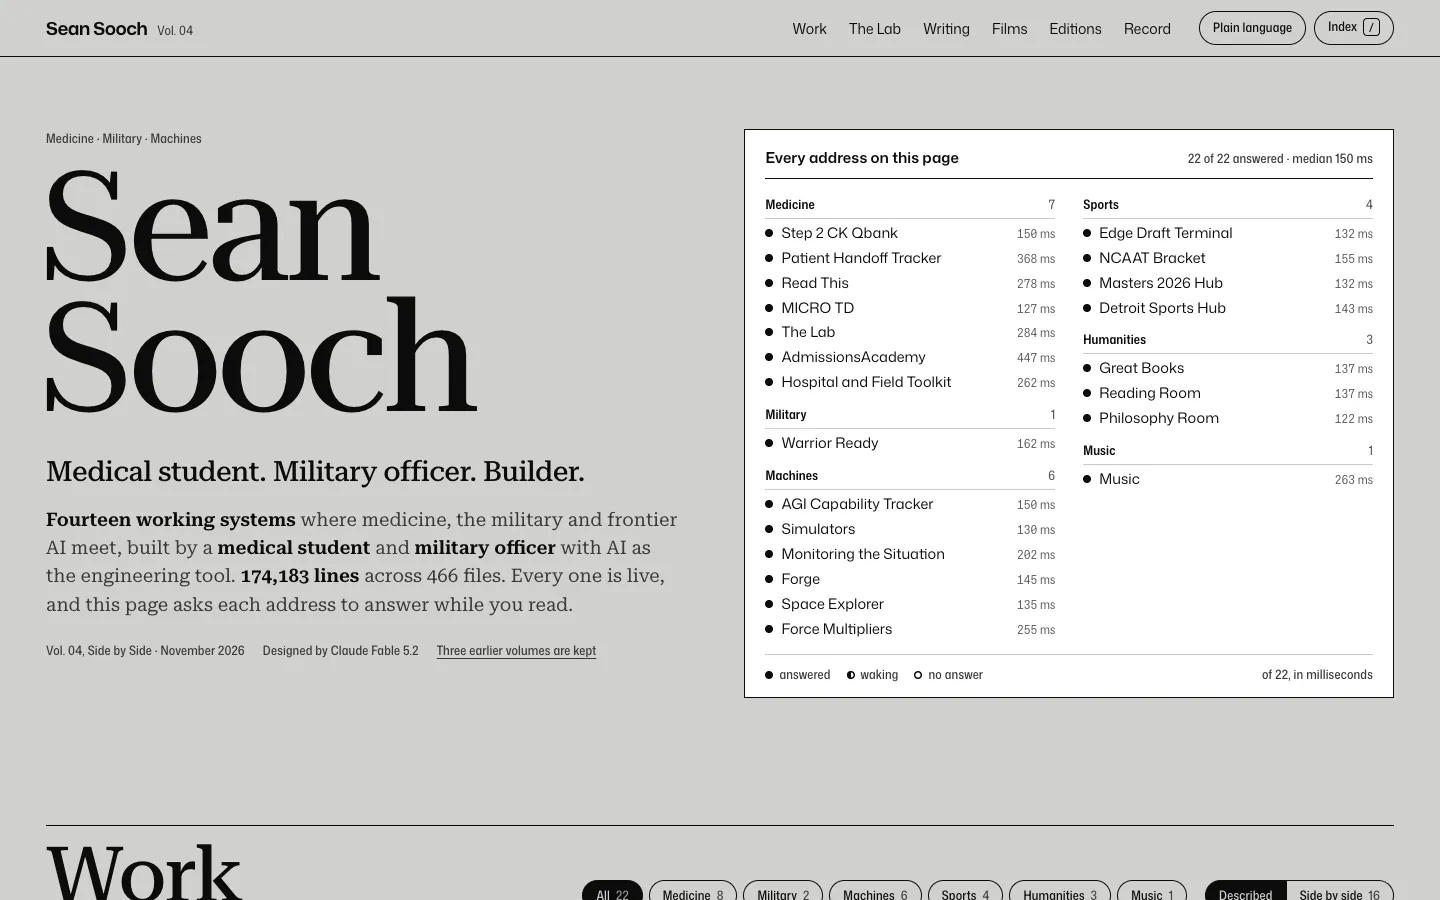 Sean Sooch Vol. 04
Work The Lab Writing Films Editions Record Plain language Index /
Medicine · Military · Machines
Sean
Sooch
Medical student. Military officer. Builder.
Fourteen working systems where medicine, the military and frontier
AI meet, built by a medical student and military officer with AI as
the engineering tool. 174,183 lines across 466 files. Every one is live,
and this page asks each address to answer while you read.
Vol. 04, Side by Side · November 2026 Designed by Claude Fable 5.2 Three earlier volumes are kept
Every address on this page 22 of 22 answered · median 150 ms
Medicine 7
Step 2 CK Qbank 150 ms
Patient Handoff Tracker 368 ms
Read This 278 ms
MICRO TD 127 ms
The Lab 284 ms
AdmissionsAcademy 447 ms
Hospital and Field Toolkit 262 ms
Military 1
Warrior Ready 162 ms
Machines 6
AGI Capability Tracker 150 ms
Simulators 130 ms
Monitoring the Situation 202 ms
Forge 145 ms
Space Explorer 135 ms
Force Multipliers 255 ms
Sports 4
Edge Draft Terminal 132 ms
NCAAT Bracket 155 ms
Masters 2026 Hub 132 ms
Detroit Sports Hub 143 ms
Humanities 3
Great Books 137 ms
Reading Room 137 ms
Philosophy Room 122 ms
Music 1
Music 263 ms
answered waking no answer of 22, in milliseconds
Work
All 22 Medicine 8 Military 2 Machines 6 Sports 4 Humanities 3 Music 1 Described Side by side 16